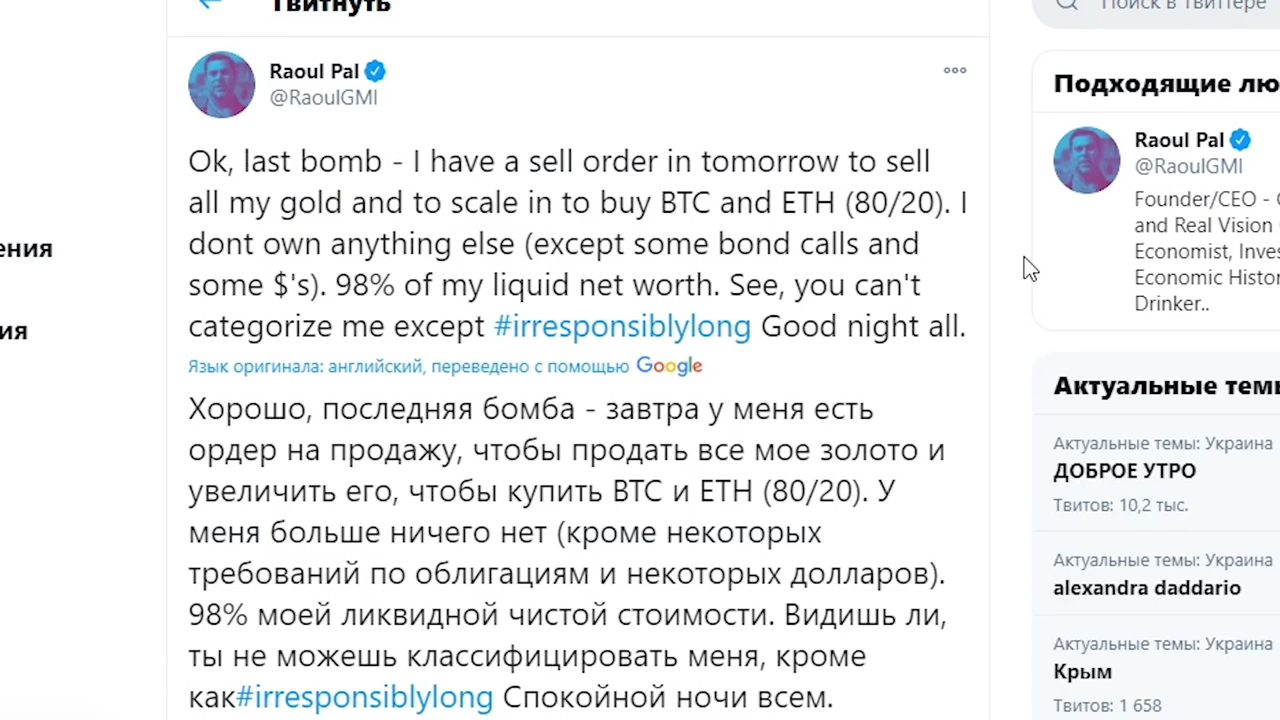 Твитнуть
Raoul Pal
@RaoulGMI
Ok, last bomb - I have a sell order in tomorrow to sell
all my gold and to scale in to buy BTC and ETH (80/20). I
dont own anything else (except some bond calls and
some $'s). 98% of my liquid net worth. See, you can't
categorize me except #irresponsiblylong Good night all.
Язык оригинала: английский, переведено с помощью Google
Хорошо, последняя бомба - завтра у меня есть
ордер на продажу, чтобы продать все мое золото и
увеличить его, чтобы купить BTC и ETH (80/20). У
меня больше ничего нет (кроме некоторых
требований по облигациям и некоторых долларов).
98% моей ликвидной чистой стоимости. Видишь ли,
ты не можешь классифицировать меня, кроме
как#irresponsiblylong Спокойной ночи всем.
ения
ия
Поиск в Твиттере
Подходящие лю
Raoul Pal
@RaoulGMI
Founder/CEO -
and Real Vision
Economist, Inves
Economic Histor
Drinker..
Актуальные темы
Актуальные темы: Украина
ДОБРОЕ УТРО
Твитов: 10,2 тыс.
Актуальные темы: Украина
alexandra daddario
Актуальные темы: Украина
Крым
Твитов: 1 658